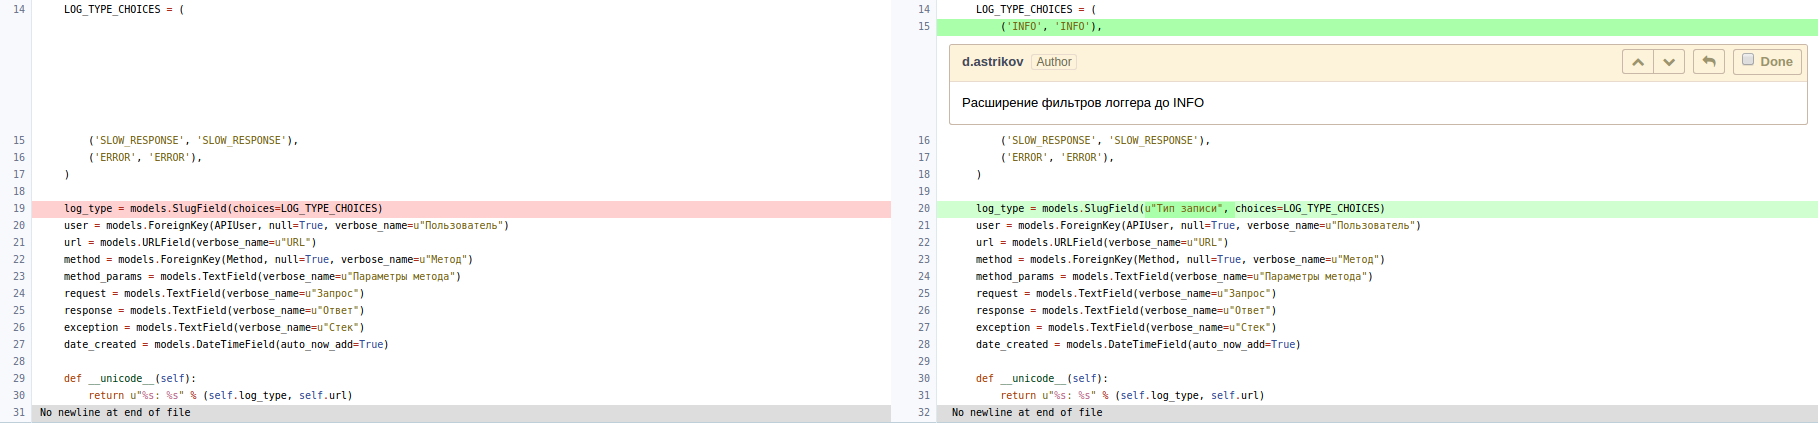 14 LOG_TYPE_CHOICES = (
15 ('SLOW_RESPONSE', 'SLOW_RESPONSE'),
16 ('ERROR', 'ERROR'),
17 )
18
19 log_type = models.SlugField(choices=LOG_TYPE_CHOICES)
20 user = models.ForeignKey(APIUser, null=True, verbose_name=u"Пользователь")
21 url = models.URLField(verbose_name=u"URL")
22 method = models.ForeignKey(Method, null=True, verbose_name=u"Метод")
23 method_params = models.TextField(verbose_name=u"Параметры метода")
24 request = models.TextField(verbose_name=u"Запрос")
25 response = models.TextField(verbose_name=u"Ответ")
26 exception = models.TextField(verbose_name=u"Стек")
27 date_created = models.DateTimeField(auto_now_add=True)
28
29 def __unicode__(self):
30 return u"%s: %s" % (self.log_type, self.url)
31 No newline at end of file
14 LOG_TYPE_CHOICES = (
15 ('INFO', 'INFO'),
d.astrikov Author Done
Расширение фильтров логгера до INFO
16 ('SLOW_RESPONSE', 'SLOW_RESPONSE'),
17 ('ERROR', 'ERROR'),
18 )
19
20 log_type = models.SlugField(u"Тип записи", choices=LOG_TYPE_CHOICES)
21 user = models.ForeignKey(APIUser, null=True, verbose_name=u"Пользователь")
22 url = models.URLField(verbose_name=u"URL")
23 method = models.ForeignKey(Method, null=True, verbose_name=u"Метод")
24 method_params = models.TextField(verbose_name=u"Параметры метода")
25 request = models.TextField(verbose_name=u"Запрос")
26 response = models.TextField(verbose_name=u"Ответ")
27 exception = models.TextField(verbose_name=u"Стек")
28 date_created = models.DateTimeField(auto_now_add=True)
29
30 def __unicode__(self):
31 return u"%s: %s" % (self.log_type, self.url)
32 No newline at end of file